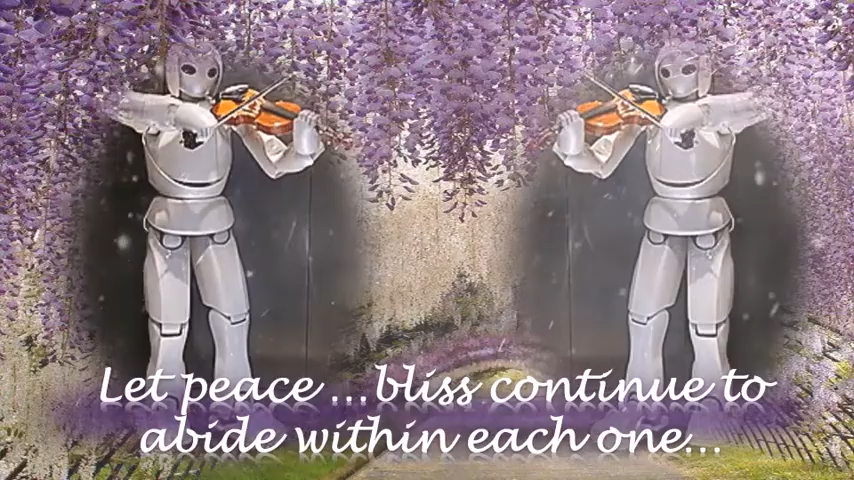 Let peace ...bliss continue to
abide within each one...